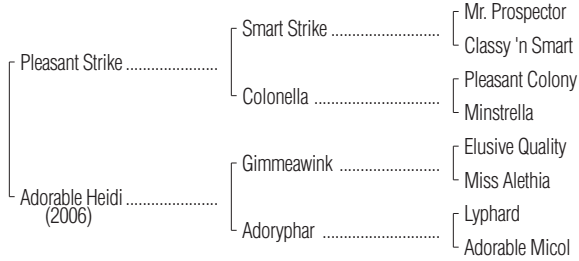 Mr. Prospector
Smart Strike ..............................
Classy 'n Smart
Pleasant Strike .........................
Pleasant Colony
Colonella ..................................
Minstrella
Elusive Quality
Gimmeawink ...........................
Miss Alethia
Adorable Heidi .........................
(2006)
Lyphard
Adoryphar ................................
Adorable Micol